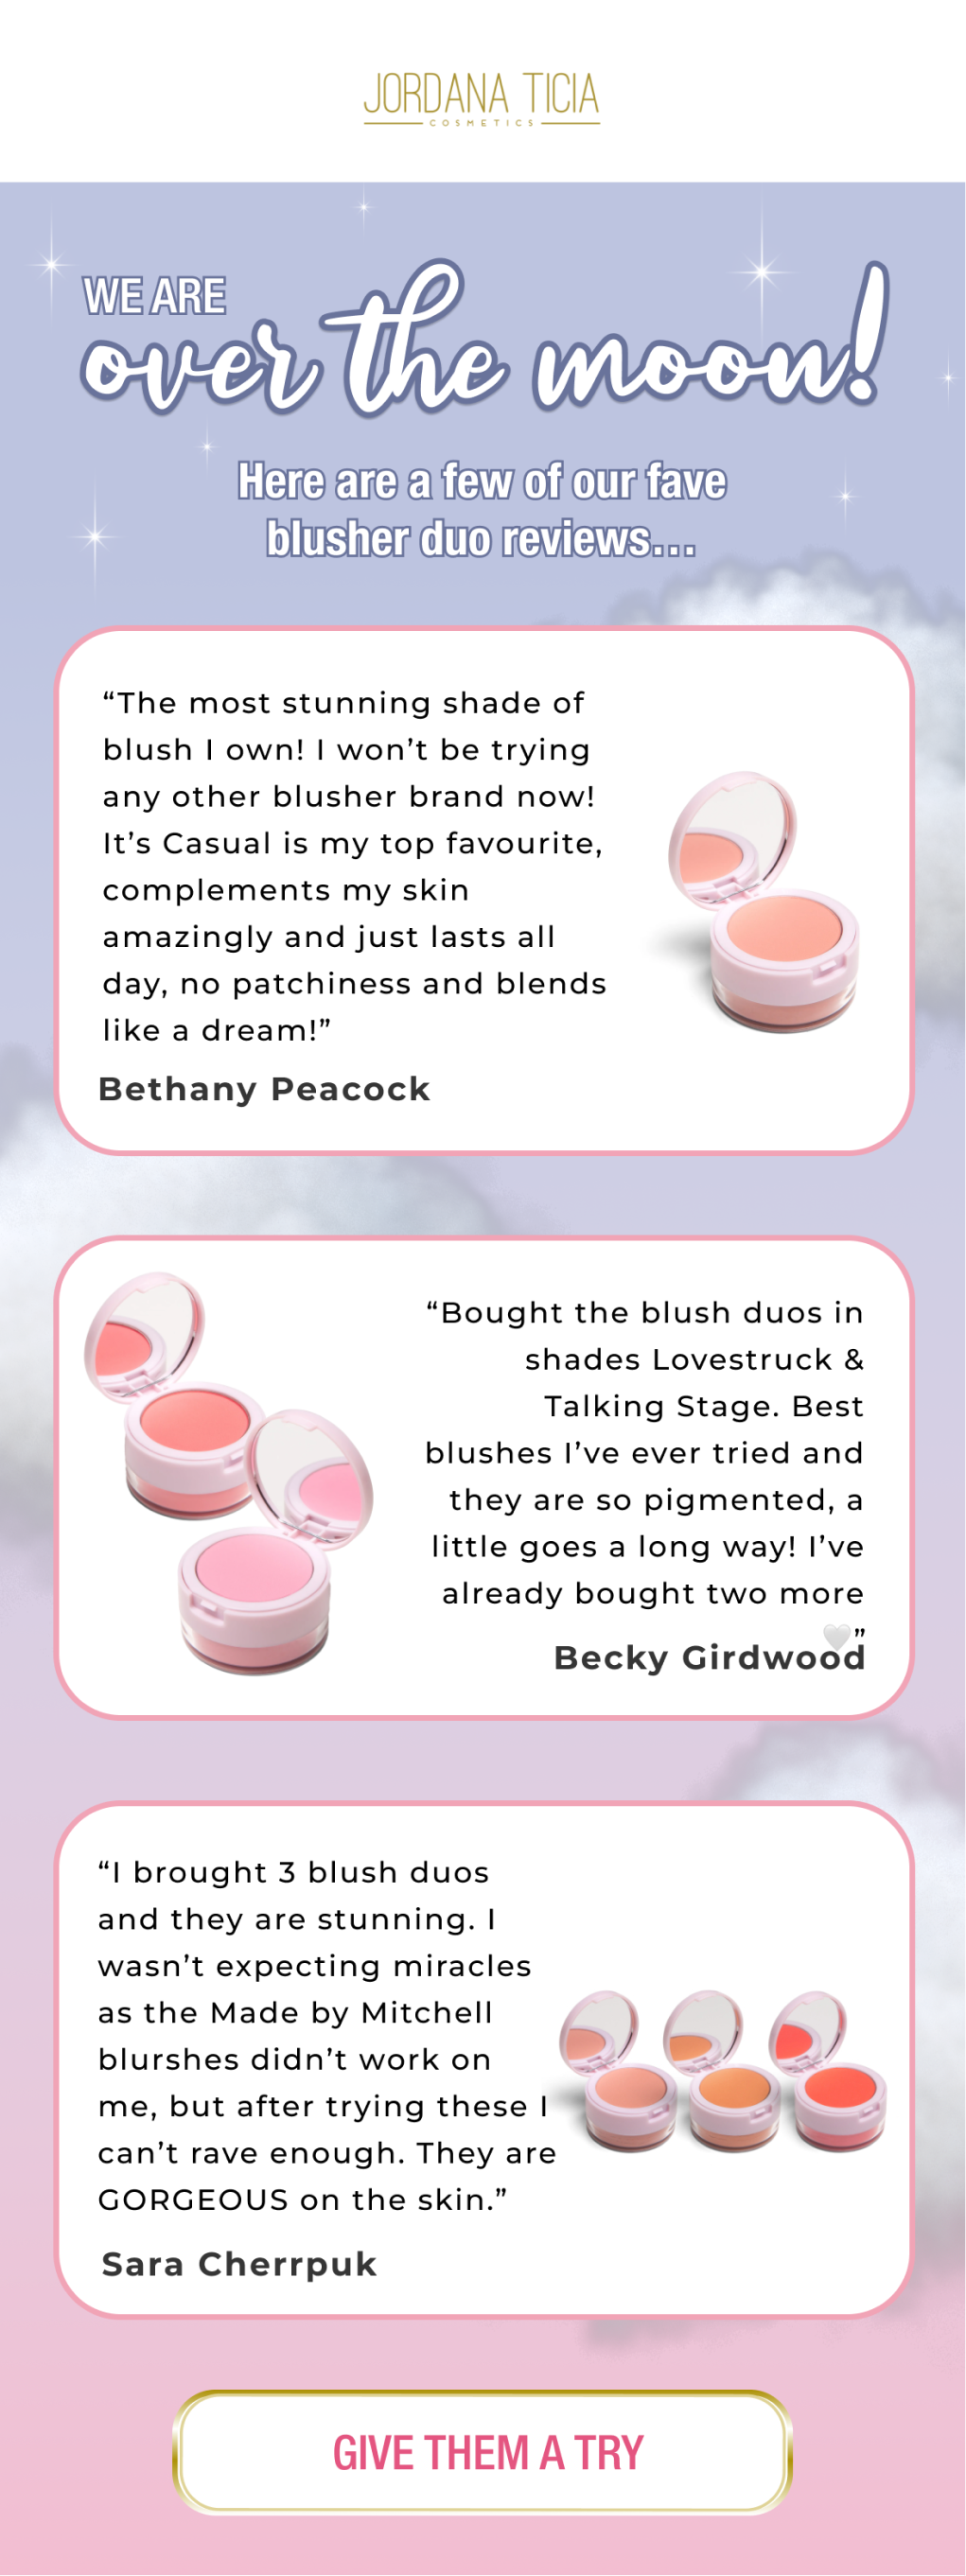 JORDANA TICIA
COSMETICS
WE ARE
over the moon!
Here are a few of our fave
blusher duo reviews...
“The most stunning shade of
blush I own! I won’t be trying
any other blusher brand now!
It’s Casual is my top favourite,
complements my skin
amazingly and just lasts all
day, no patchiness and blends
like a dream!”
Bethany Peacock
“Bought the blush duos in
shades Lovestruck &
Talking Stage. Best
blushes I’ve ever tried and
they are so pigmented, a
little goes a long way! I’ve
already bought two more
🤍”
Becky Girdwood
“I brought 3 blush duos
and they are stunning. I
wasn’t expecting miracles
as the Made by Mitchell
blurshes didn’t work on
me, but after trying these I
can’t rave enough. They are
GORGEOUS on the skin.”
Sara Cherrpuk
GIVE THEM A TRY